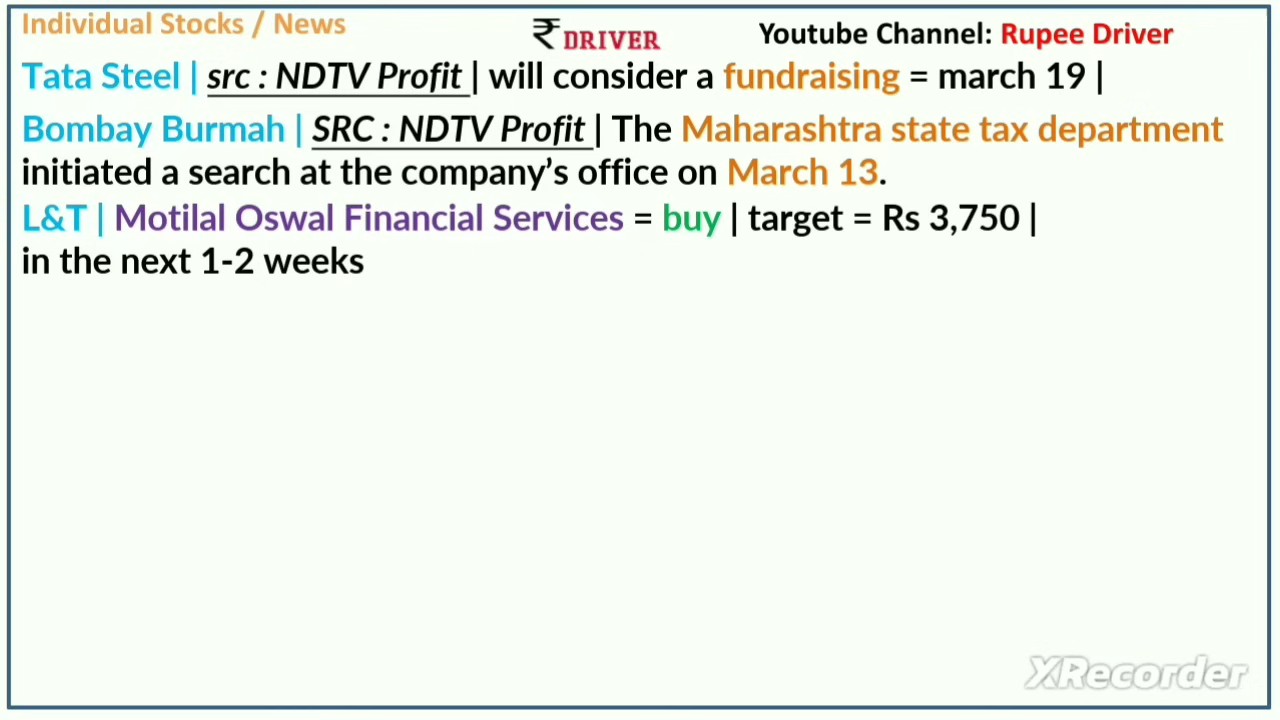 Individual Stocks / News
₹ DRIVER
Youtube Channel: Rupee Driver
Tata Steel | src : NDTV Profit | will consider a fundraising = march 19 |
Bombay Burmah | SRC : NDTV Profit | The Maharashtra state tax department
initiated a search at the company’s office on March 13.
L&T | Motilal Oswal Financial Services = buy | target = Rs 3,750 |
in the next 1-2 weeks
XRecorder